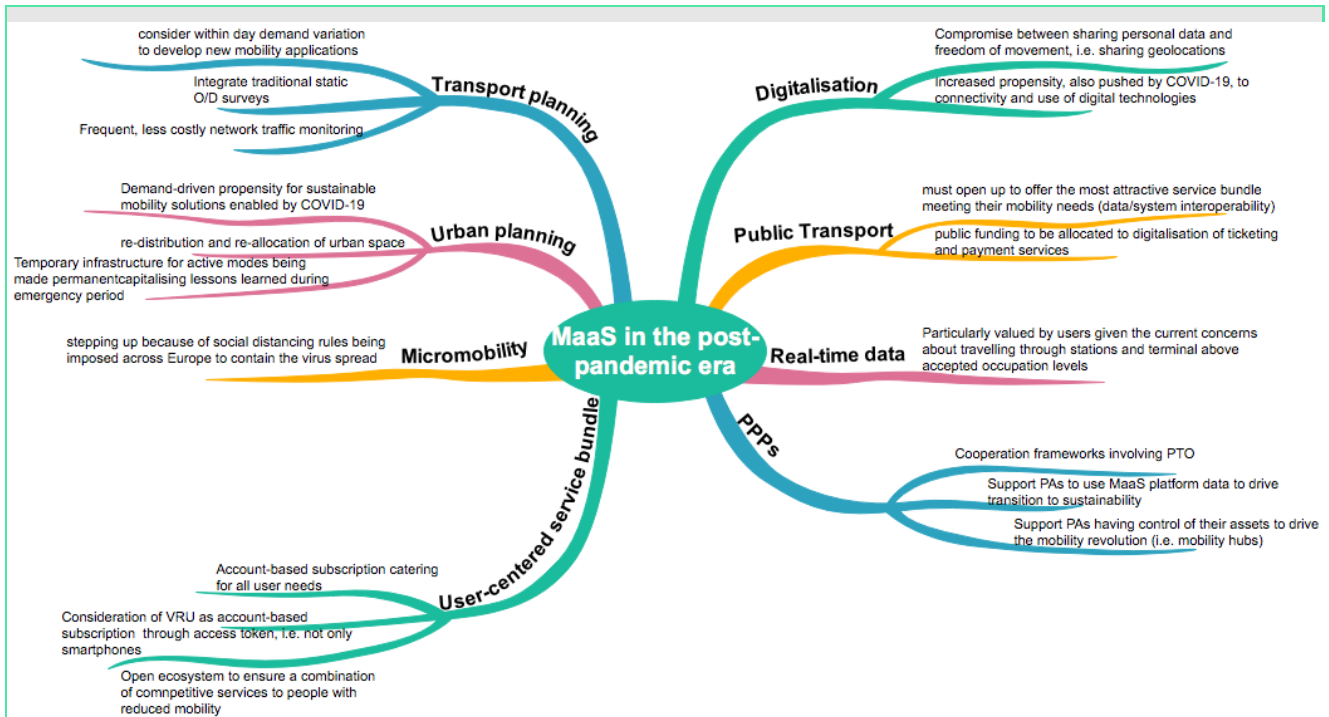 MaaS in the post-
pandemic era
Transport planning
consider within day demand variation
to develop new mobility applications
Integrate traditional static
O/D surveys
Frequent, less costly network traffic monitoring
Urban planning
Demand-driven propensity for sustainable
mobility solutions enabled by COVID-19
re-distribution and re-allocation of urban space
Temporary infrastructure for active modes being
made permanentcapitalising lessons learned during
emergency period
Micromobility
stepping up because of social distancing rules being
imposed across Europe to contain the virus spread
User-centered service bundle
Account-based subscription catering
for all user needs
Consideration of VRU as account-based
subscription through access token, i.e. not only
smartphones
Open ecosystem to ensure a combination
of comnpetitive services to people with
reduced mobility
Digitalisation
Compromise between sharing personal data and
freedom of movement, i.e. sharing geolocations
Increased propensity, also pushed by COVID-19, to
connectivity and use of digital technologies
Public Transport
must open up to offer the most attractive service bundle
meeting their mobility needs (data/system interoperability)
public funding to be allocated to digitalisation of ticketing
and payment services
Real-time data
Particularly valued by users given the current concerns
about travelling through stations and terminal above
accepted occupation levels
PPPs
Cooperation frameworks involving PTO
Support PAs to use MaaS platform data to drive
transition to sustainability
Support PAs having control of their assets to drive
the mobility revolution (i.e. mobility hubs)